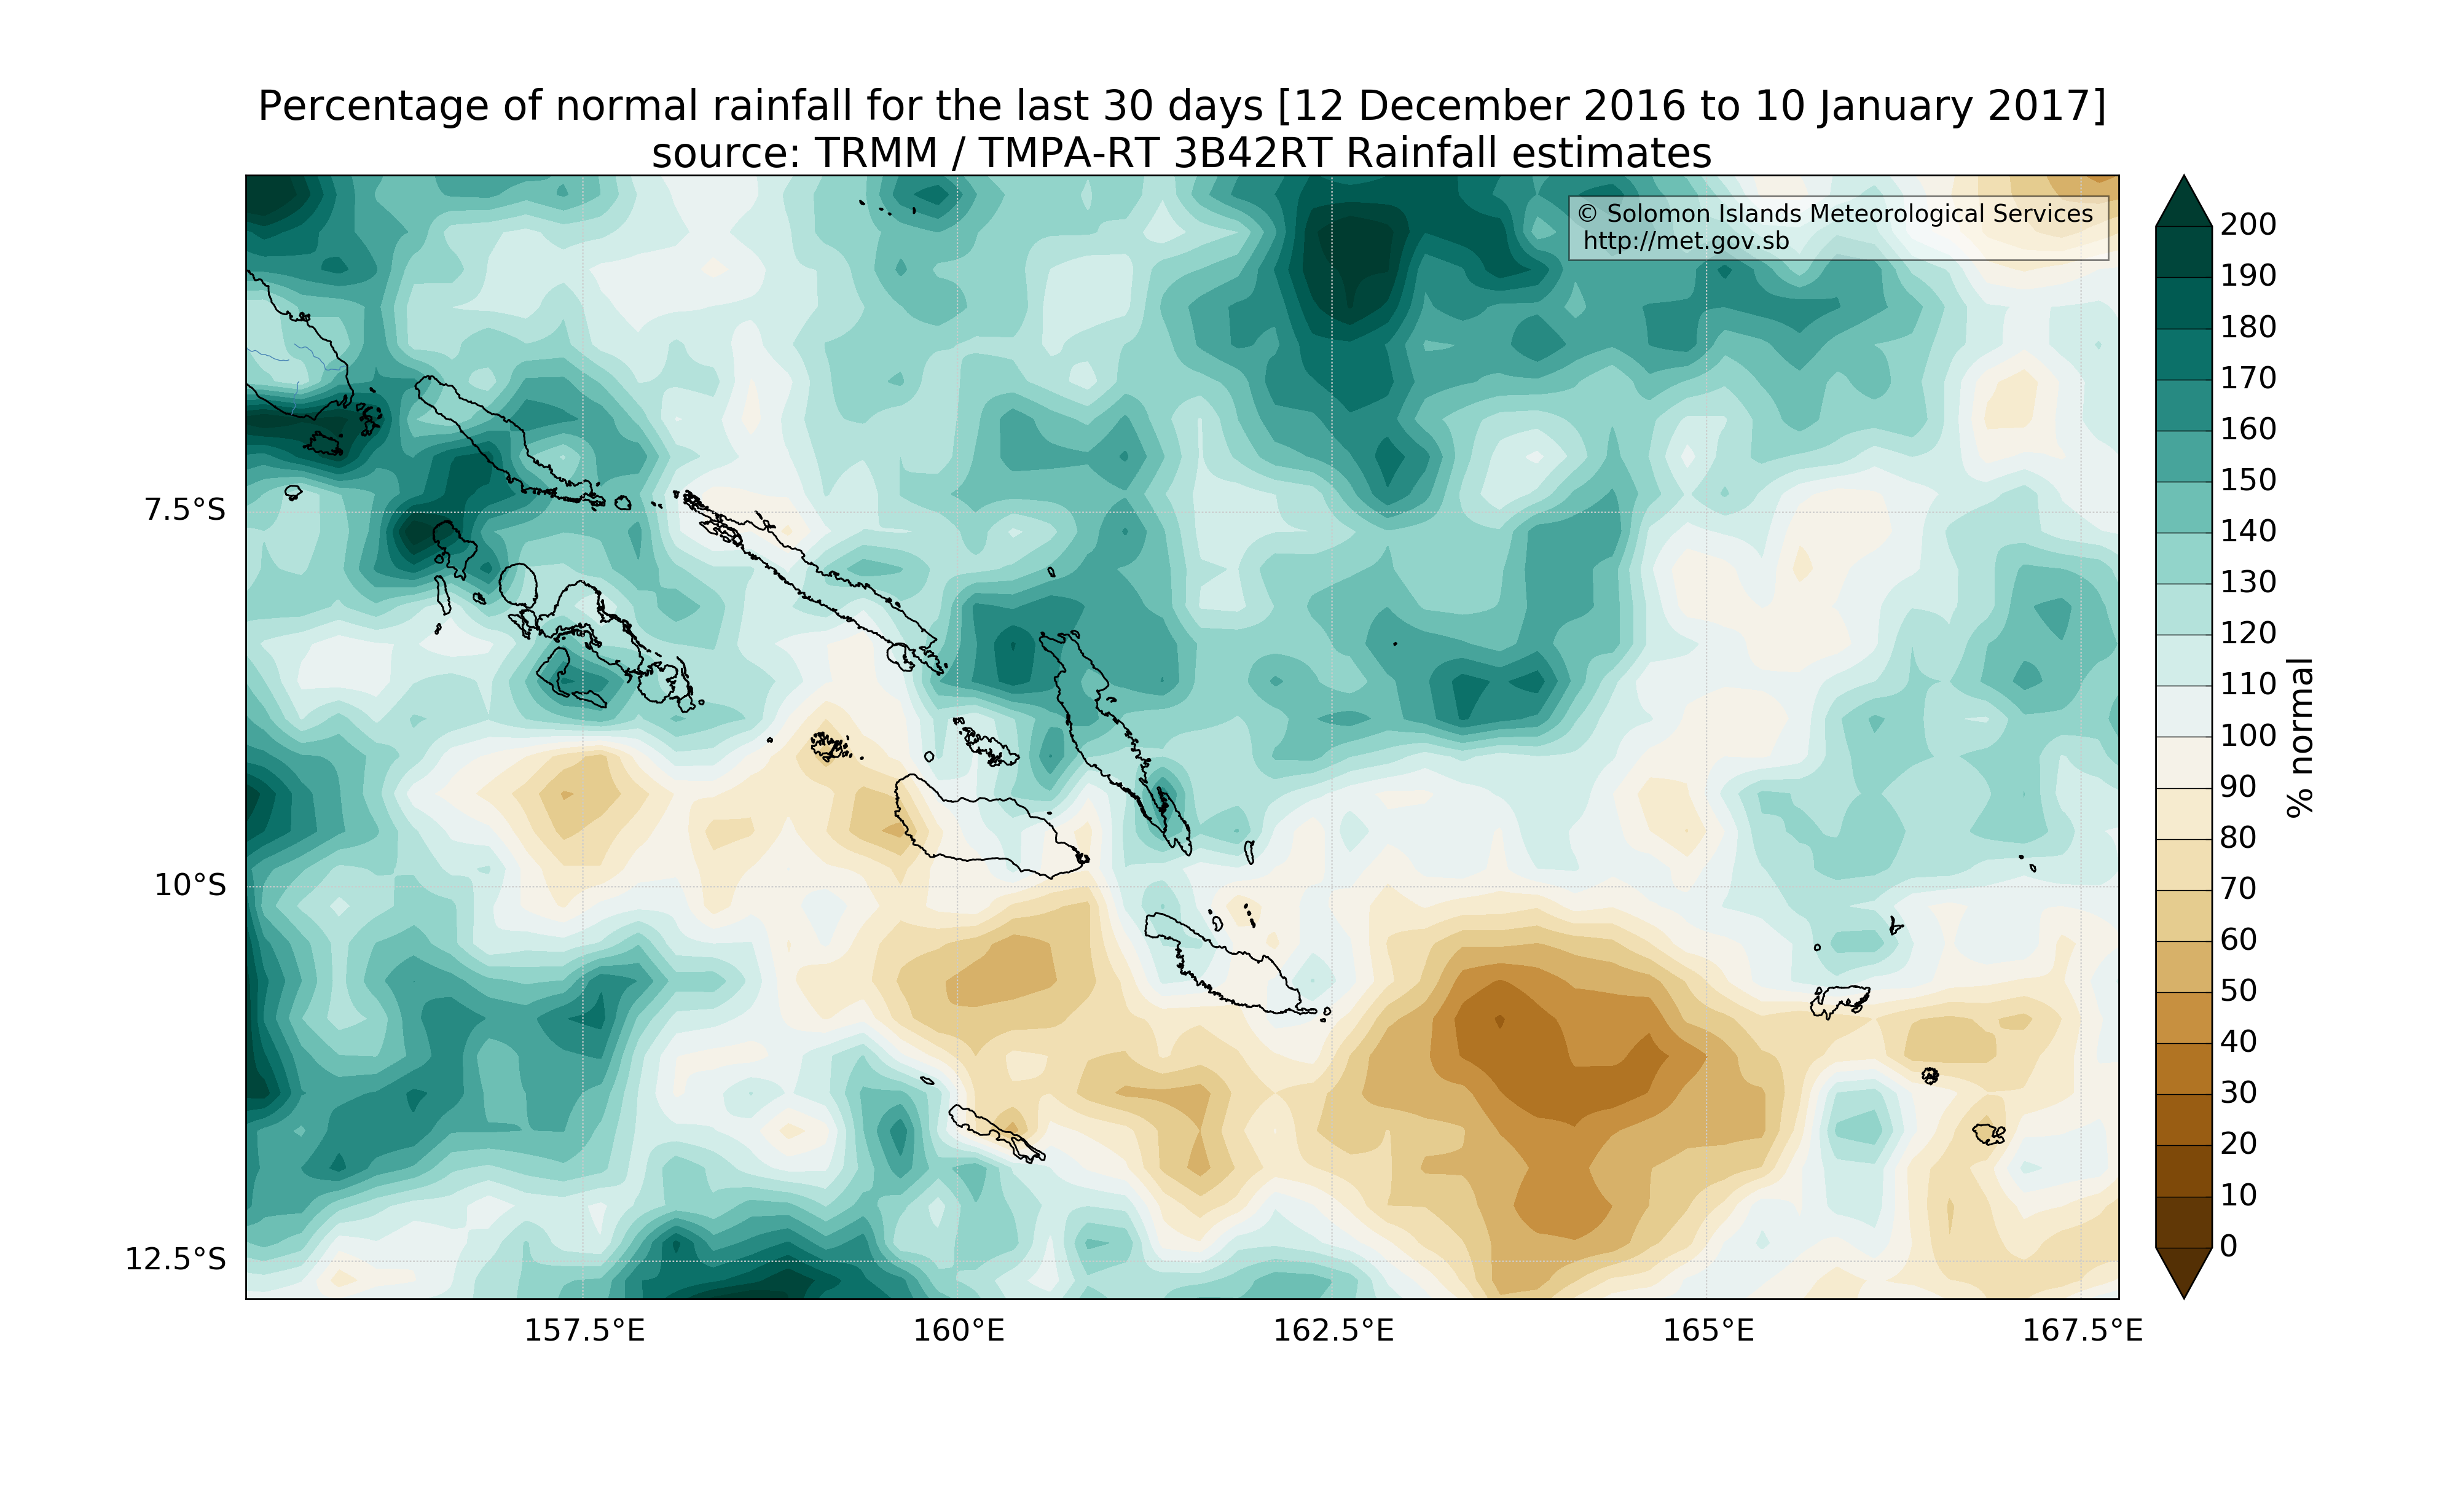 Percentage of normal rainfall for the last 30 days [12 December 2016 to 10 January 2017]
source: TRMM / TMPA-RT 3B42RT Rainfall estimates
© Solomon Islands Meteorological Services
http://met.gov.sb
7.5°S
10°S
12.5°S
157.5°E
160°E
162.5°E
165°E
167.5°E
200
190
180
170
160
150
140
130
120
110
100
90
80
70
60
50
40
30
20
10
0
% normal